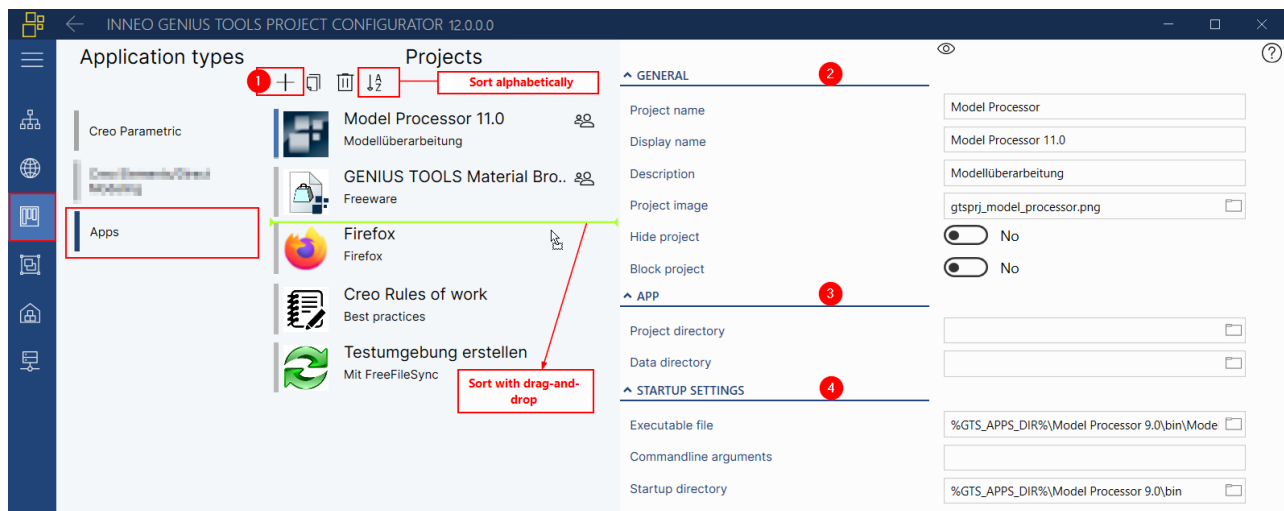 INNEO GENIUS TOOLS PROJECT CONFIGURATOR 12.0.0.0
Application types
Projects
1
Sort alphabetically
Creo Parametric
Apps
Model Processor 11.0
Modellüberarbeitung
GENIUS TOOLS Material Bro..
Freeware
Firefox
Firefox
Creo Rules of work
Best practices
Testumgebung erstellen
Mit FreeFileSync
Sort with drag-and-
drop
GENERAL 2
Project name Model Processor
Display name Model Processor 11.0
Description Modellüberarbeitung
Project image gtsprj_model_processor.png
Hide project No
Block project No
APP 3
Project directory
Data directory
STARTUP SETTINGS 4
Executable file %GTS_APPS_DIR%\Model Processor 9.0\bin\Mode
Commandline arguments
Startup directory %GTS_APPS_DIR%\Model Processor 9.0\bin